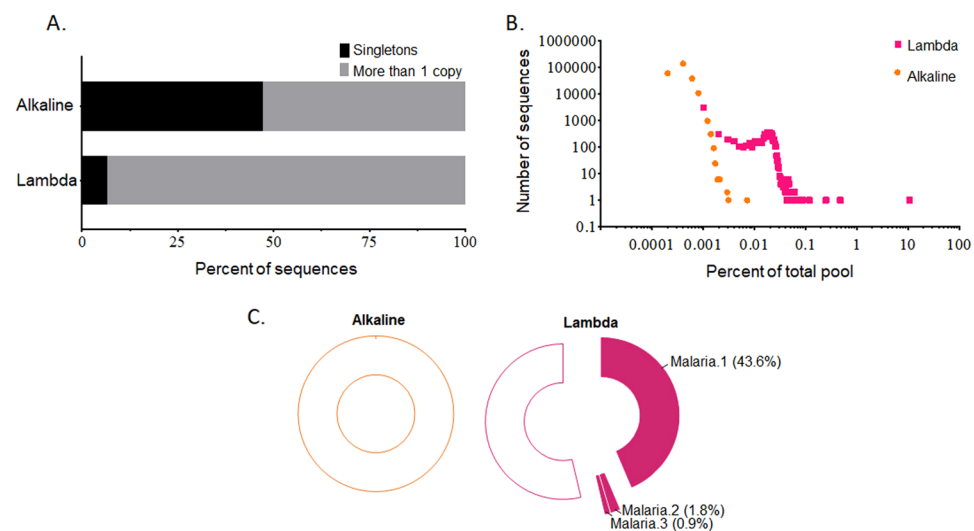 A.
Singletons
More than 1 copy
Alkaline
Lambda
0 25 50 75 100
Percent of sequences
B.
Lambda
Alkaline
Number of sequences
1000000
100000
10000
1000
100
10
1
0.1
0.0001 0.001 0.01 0.1 1 10 100
Percent of total pool
C.
Alkaline
Lambda
Malaria.1 (43.6%)
Malaria.2 (1.8%)
Malaria.3 (0.9%)